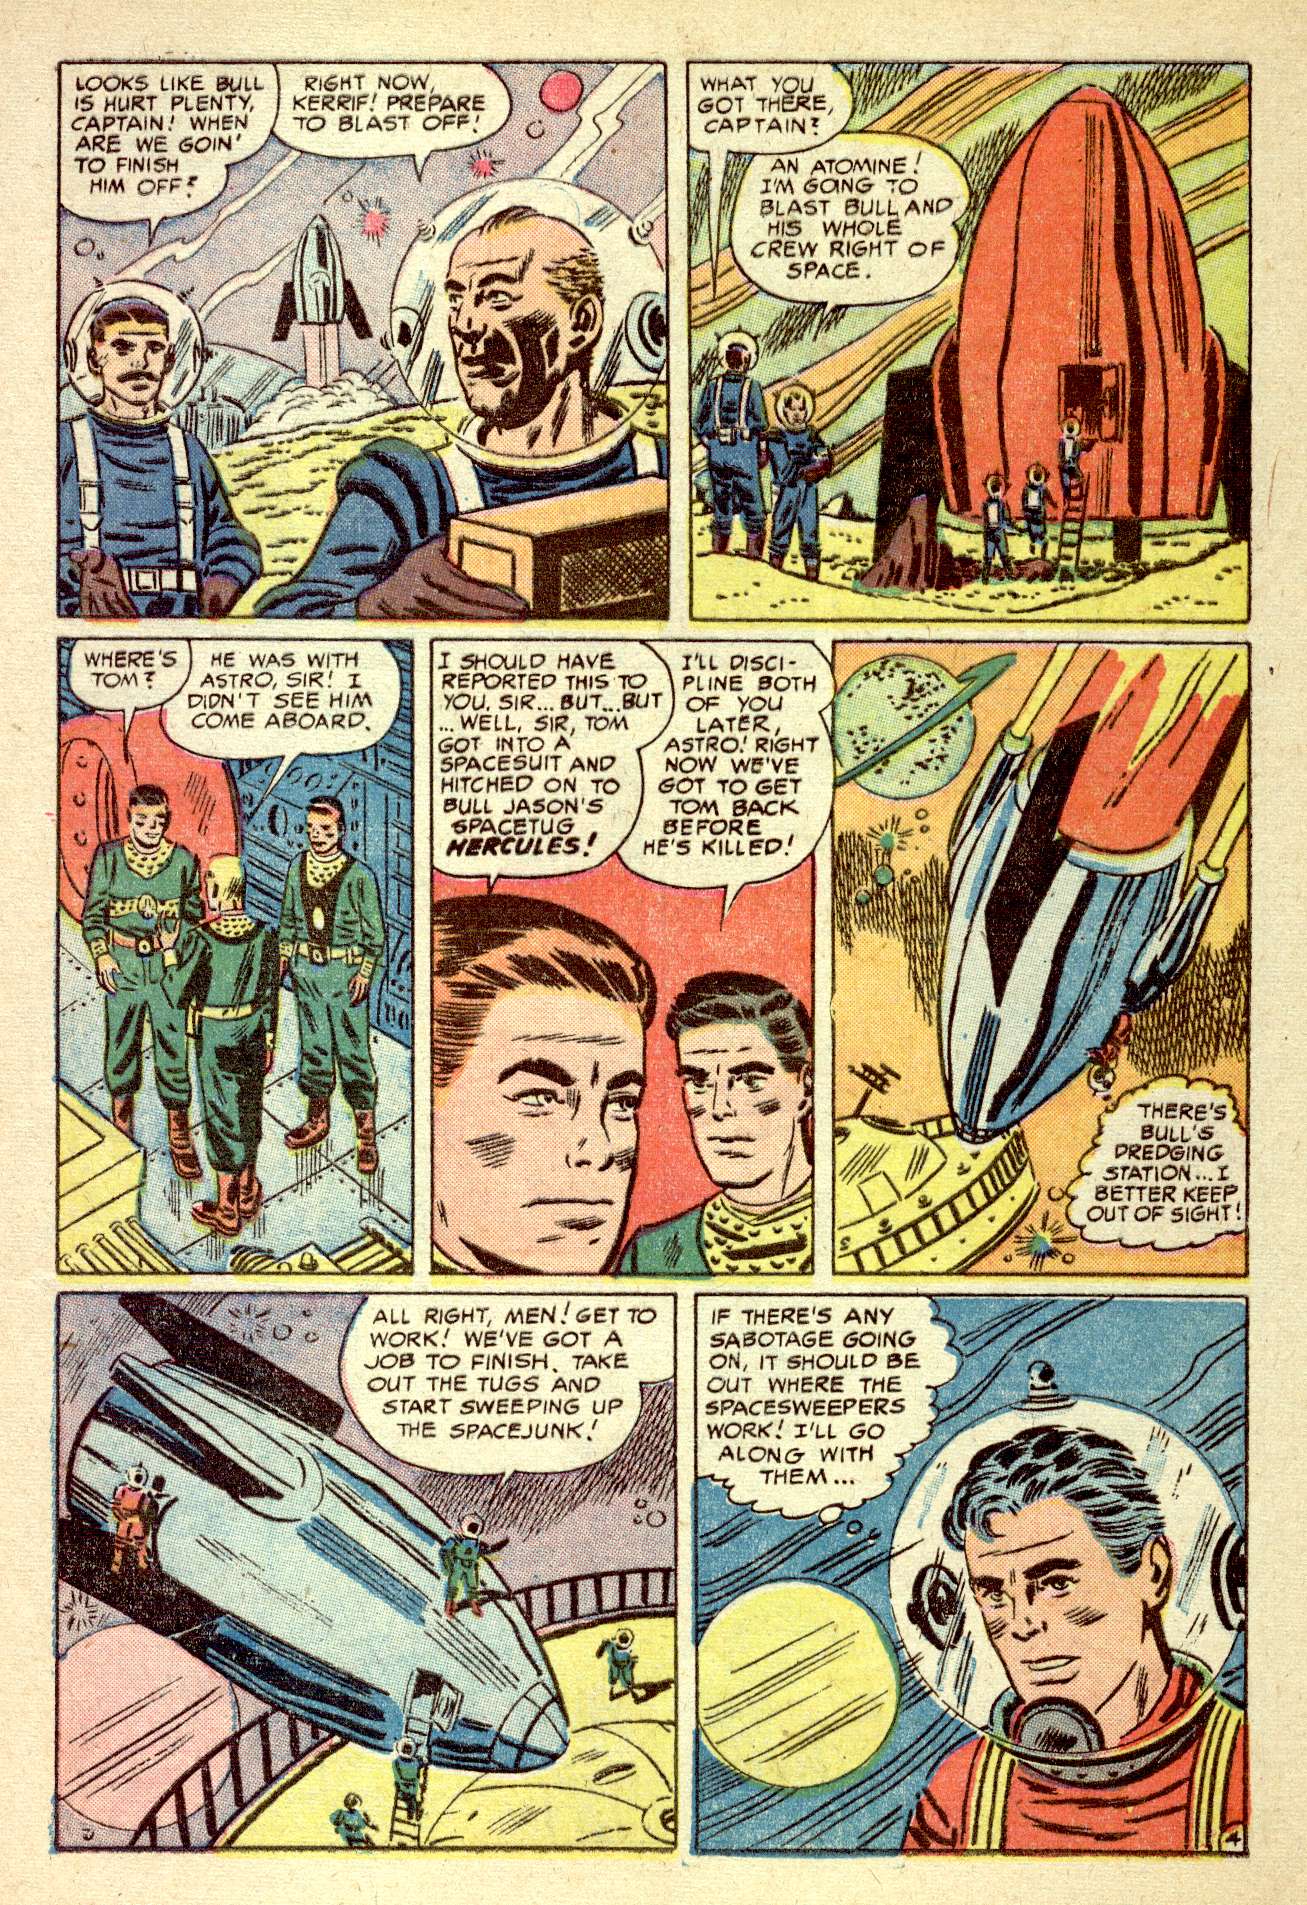 LOOKS LIKE BULL
IS HURT PLENTY,
CAPTAIN! WHEN
ARE WE GOIN'
TO FINISH
HIM OFF?
RIGHT NOW,
KERRIF! PREPARE
TO BLAST OFF!
WHAT YOU
GOT THERE,
CAPTAIN?
AN ATOMINE!
I'M GOING TO
BLAST BULL AND
HIS WHOLE
CREW RIGHT OF
SPACE.
WHERE'S
TOM?
HE WAS WITH
ASTRO, SIR! I
DIDN'T SEE HIM
COME ABOARD.
I SHOULD HAVE
REPORTED THIS TO
YOU, SIR... BUT...BUT
... WELL, SIR, TOM
GOT INTO A
SPACESUIT AND
HITCHED ON TO
BULL JASON'S
SPACETUG
HERCULES!
I'LL DISCI-
PLINE BOTH
OF YOU
LATER,
ASTRO! RIGHT
NOW WE'VE
GOT TO GET
TOM BACK
BEFORE
HE'S KILLED!
THERE'S
BULL'S
DREDGING
STATION... I
BETTER KEEP
OUT OF SIGHT!
ALL RIGHT, MEN! GET TO
WORK! WE'VE GOT A
JOB TO FINISH. TAKE
OUT THE TUGS AND
START SWEEPING UP
THE SPACEJUNK!
IF THERE'S ANY
SABOTAGE GOING
ON, IT SHOULD BE
OUT WHERE THE
SPACESWEEPERS
WORK! I'LL GO
ALONG WITH
THEM...
4